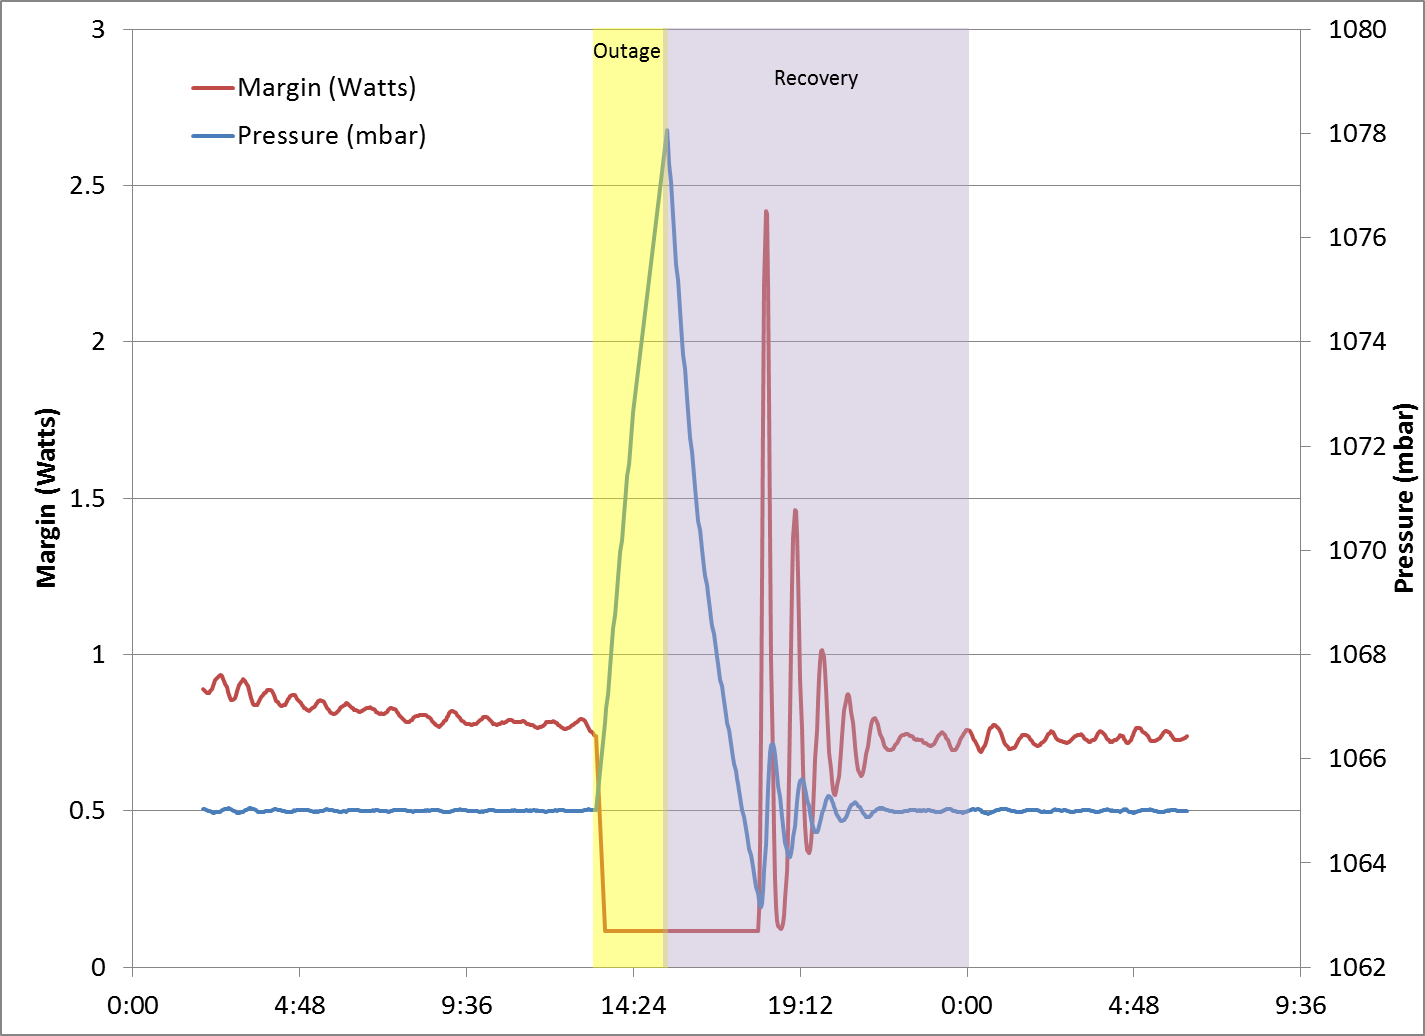 3
2.5
2
1.5
1
0.5
0
Margin (Watts)
Margin (Watts)
Pressure (mbar)
Outage
Recovery
1080
1078
1076
1074
1072
1070
1068
1066
1064
1062
Pressure (mbar)
0:00 4:48 9:36 14:24 19:12 0:00 4:48 9:36